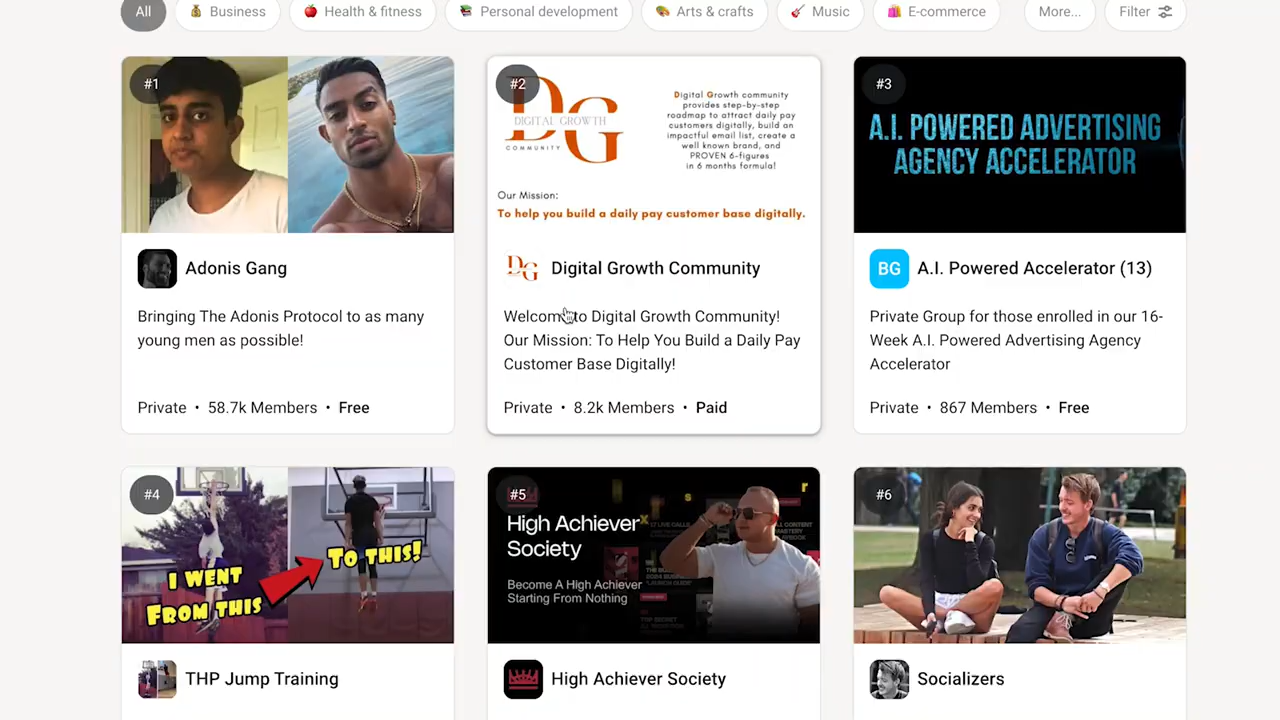 All
Business
Health & fitness
Personal development
Arts & crafts
Music
E-commerce
More...
Filter
#1
Adonis Gang
Bringing The Adonis Protocol to as many
young men as possible!
Private • 58.7k Members • Free
#2
DG
DIGITAL GROWTH
COMMUNITY
Digital Growth community
provides step-by-step
roadmap to attract daily pay
customers digitally, build an
impactful email list, create a
well known brand, and
PROVEN 6-figures
in 6 months formula!
Our Mission:
To help you build a daily pay customer base digitally.
DG
Digital Growth Community
Welcome to Digital Growth Community!
Our Mission: To Help You Build a Daily Pay
Customer Base Digitally!
Private • 8.2k Members • Paid
#3
A.I. POWERED ADVERTISING
AGENCY ACCELERATOR
BG
A.I. Powered Accelerator (13)
Private Group for those enrolled in our 16-
Week A.I. Powered Advertising Agency
Accelerator
Private • 867 Members • Free
#4
I WENT
FROM THIS
TO THIS!
THP Jump Training
#5
High Achiever
Society
Become A High Achiever
Starting From Nothing
High Achiever Society
#6
Socializers